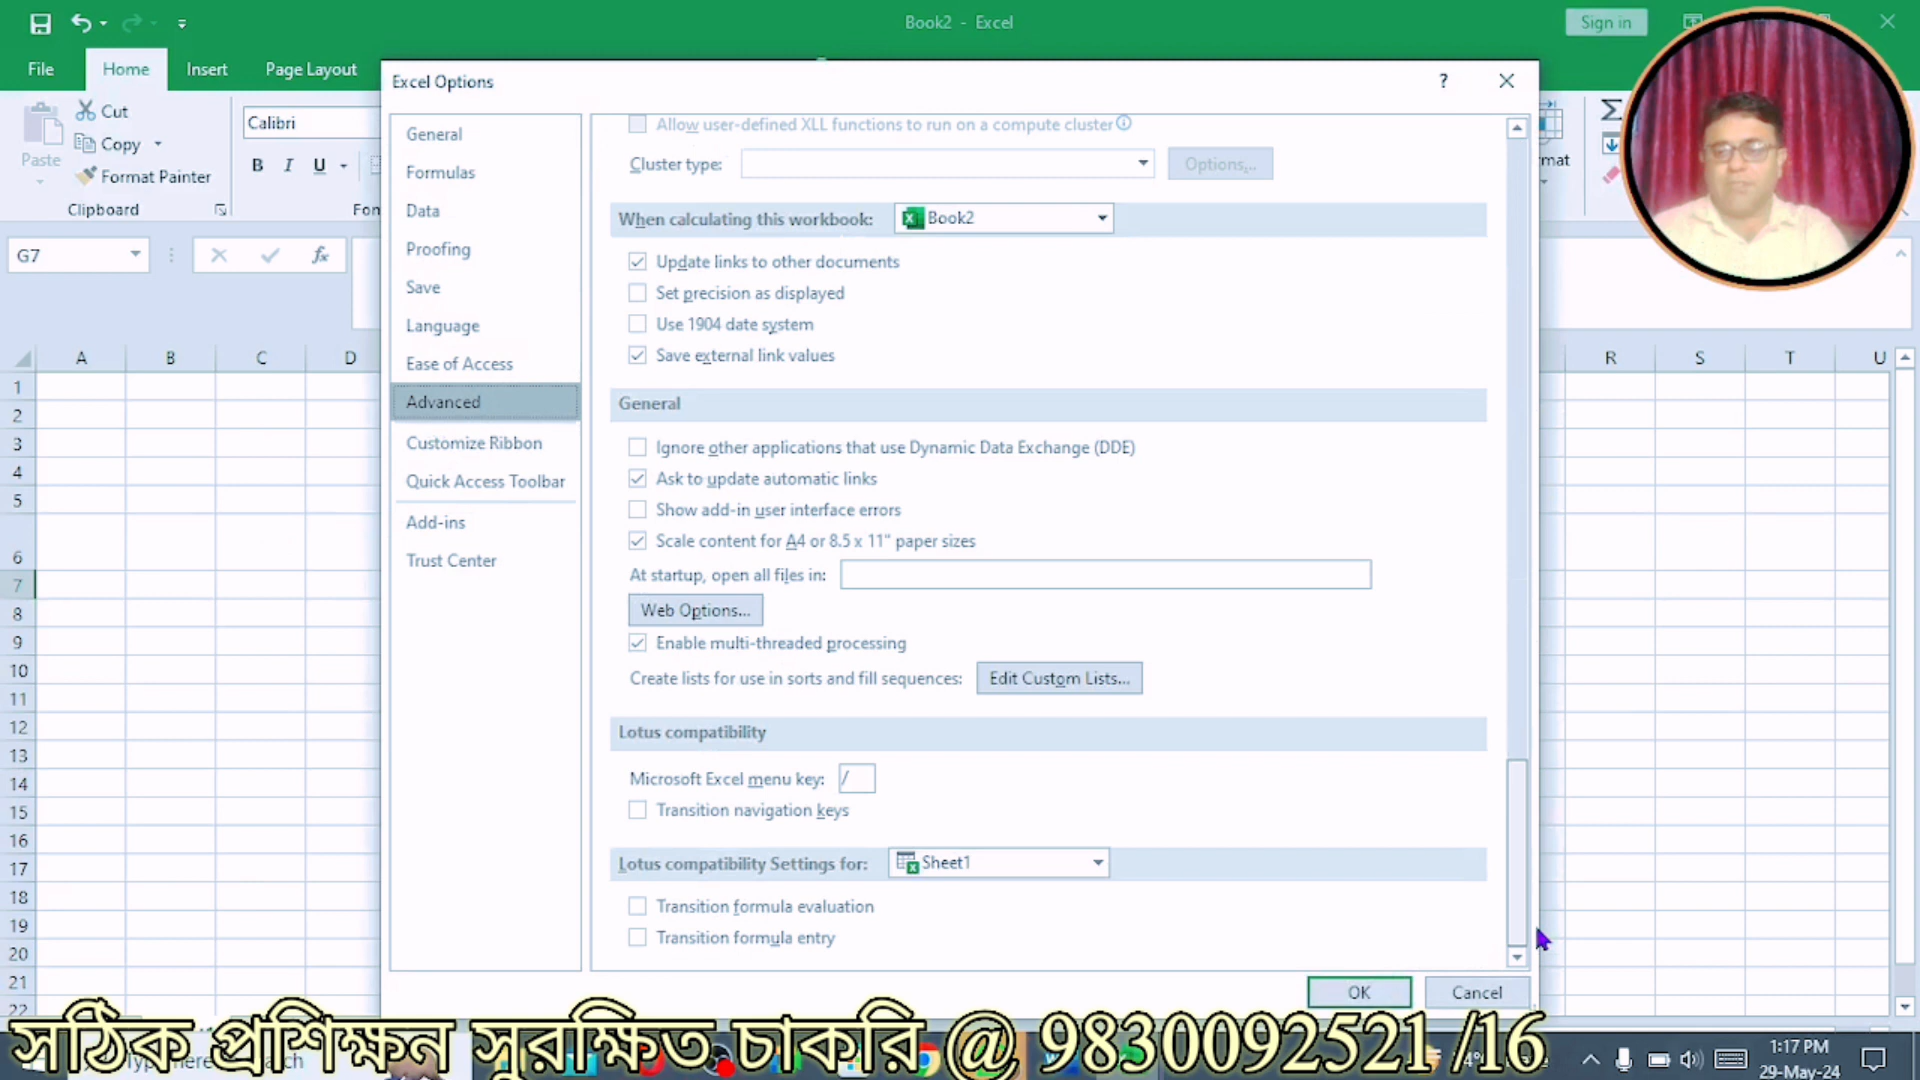 Book2 - Excel
Sign in
File Home Insert Page Layout
Excel Options
Cut
Copy
Paste
Format Painter
Clipboard
Calibri
B I U
Fon
mat
G7
fx
General
Formulas
Data
Proofing
Save
Language
Ease of Access
Advanced
Customize Ribbon
Quick Access Toolbar
Add-ins
Trust Center
Allow user-defined XLL functions to run on a compute cluster
Cluster type: Options...
When calculating this workbook: Book2
Update links to other documents
Set precision as displayed
Use 1904 date system
Save external link values
General
Ignore other applications that use Dynamic Data Exchange (DDE)
Ask to update automatic links
Show add-in user interface errors
Scale content for A4 or 8.5 x 11" paper sizes
At startup, open all files in:
Web Options...
Enable multi-threaded processing
Create lists for use in sorts and fill sequences: Edit Custom Lists...
Lotus compatibility
Microsoft Excel menu key: /
Transition navigation keys
Lotus compatibility Settings for: Sheet1
Transition formula evaluation
Transition formula entry
OK Cancel
A B C D R S T U
1
2
3
4
5
6
7
8
9
10
11
12
13
14
15
16
17
18
19
20
21
22
সঠিক প্রশিক্ষন সুরক্ষিত চাকরি @ 9830092521 /16
1:17 PM
29-May-24